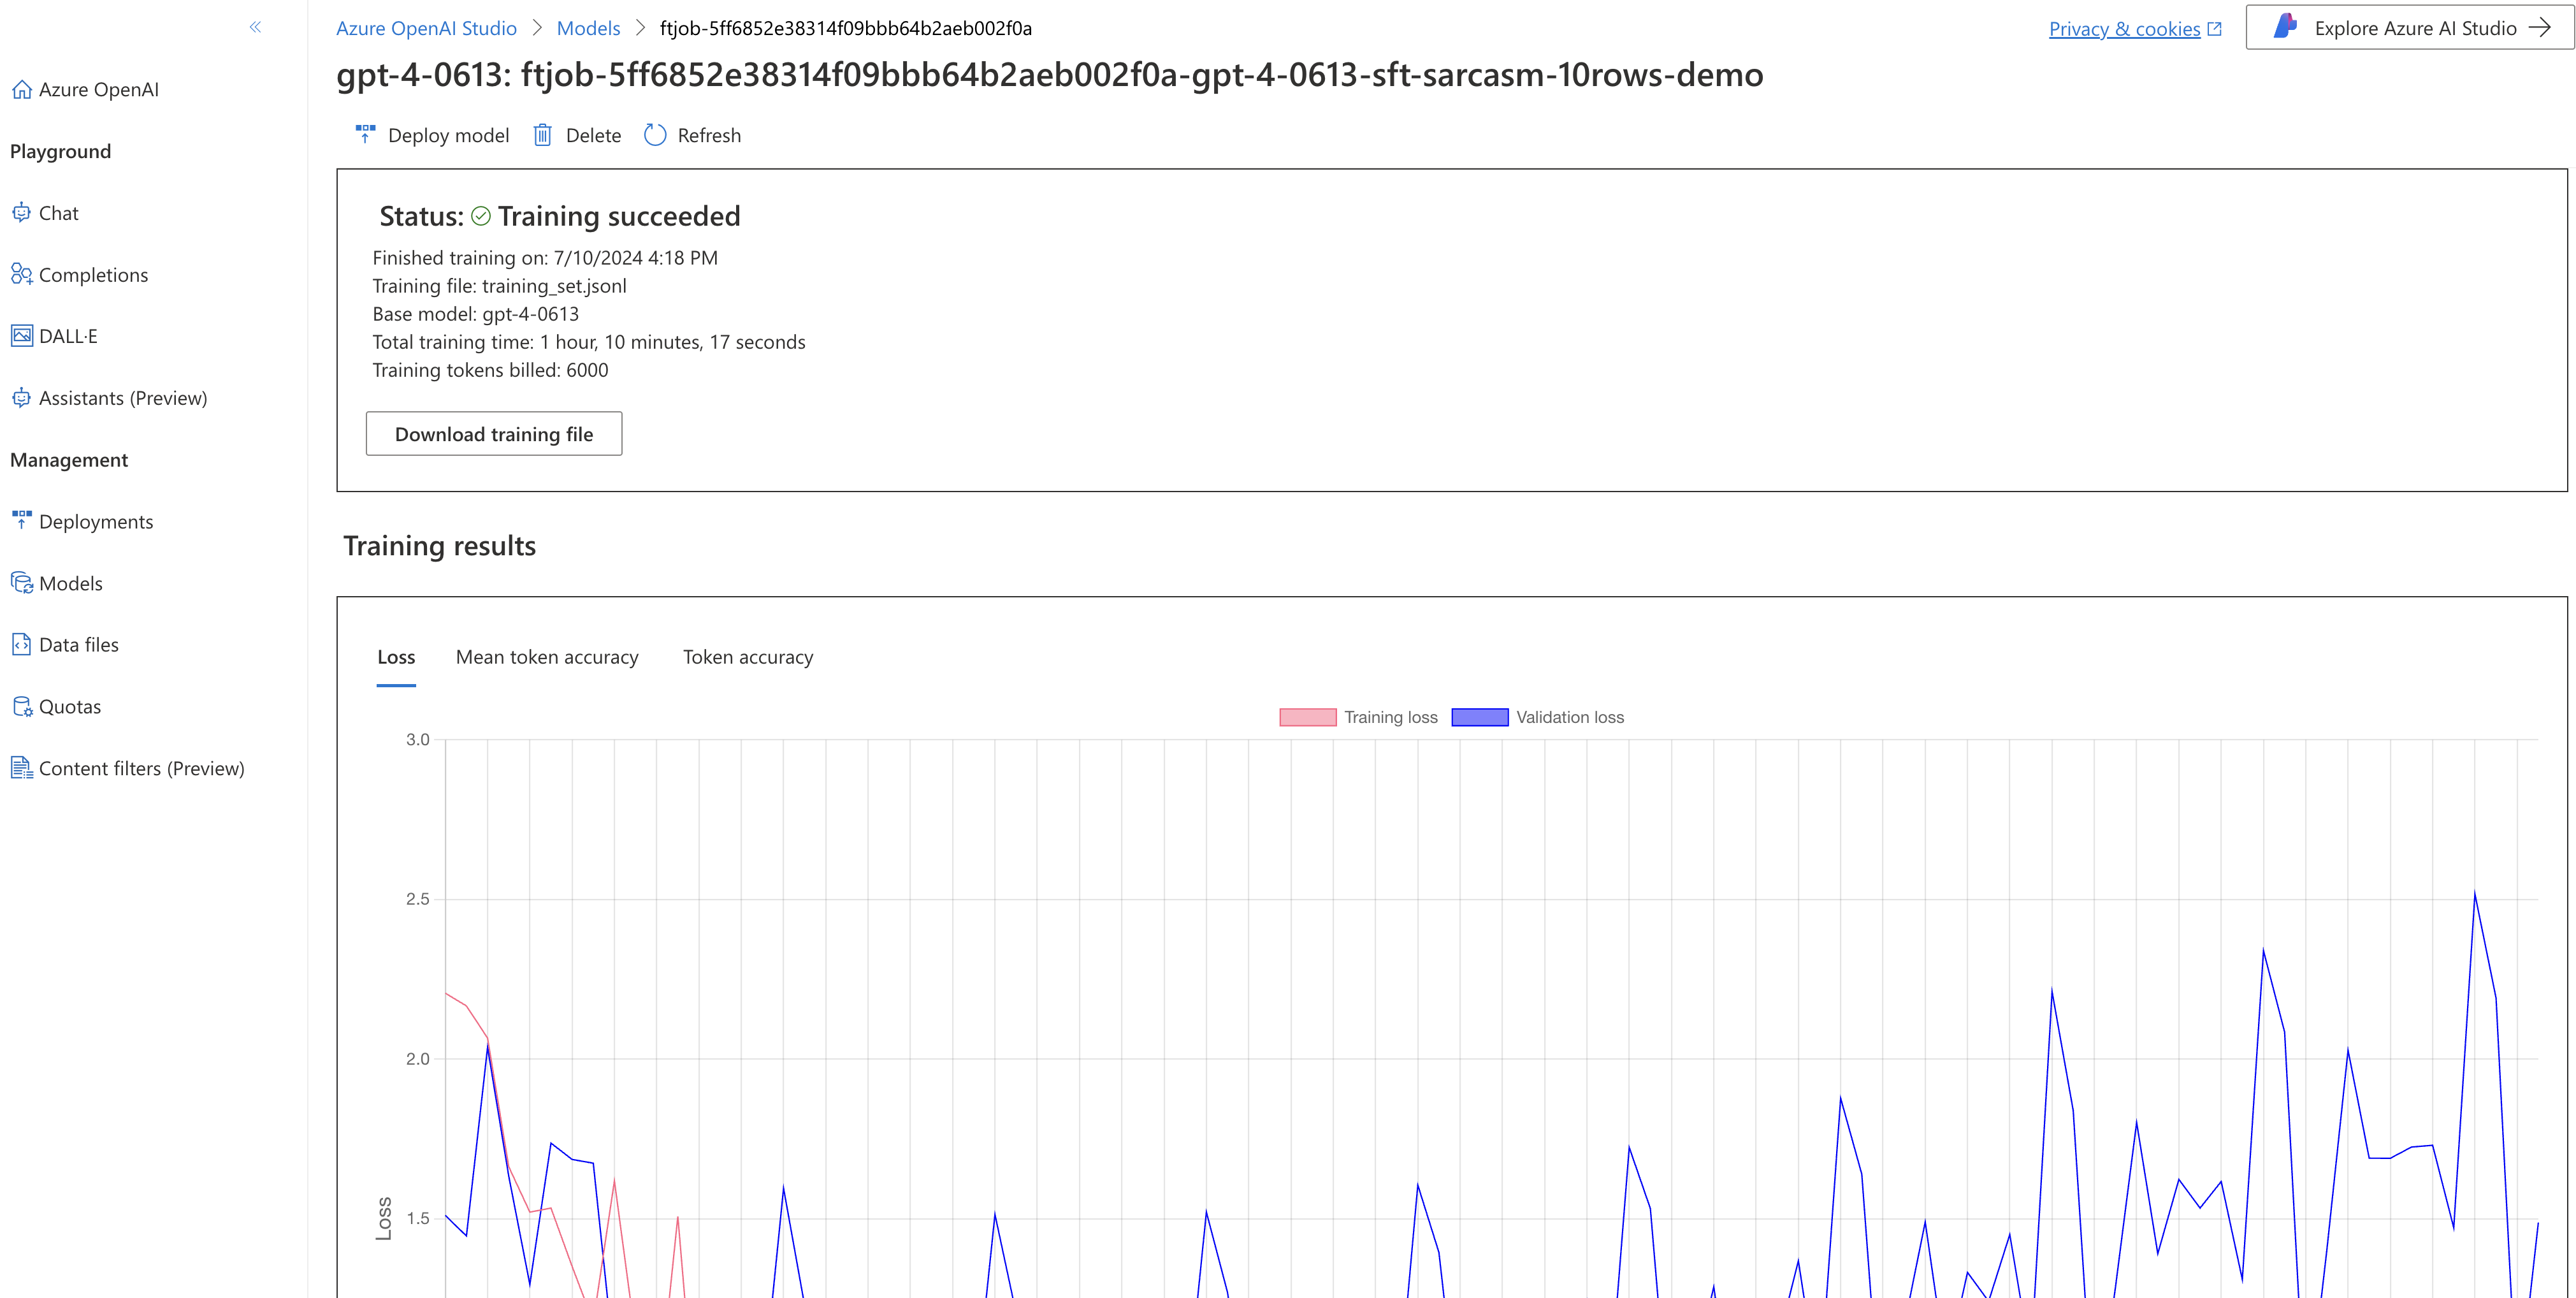 Azure OpenAI Studio > Models > ftjob-5ff6852e38314f09bbb64b2aeb002f0a
Privacy & cookies
Explore Azure AI Studio
gpt-4-0613: ftjob-5ff6852e38314f09bbb64b2aeb002f0a-gpt-4-0613-sft-sarcasm-10rows-demo
Azure OpenAI
Playground
Chat
Completions
DALL·E
Assistants (Preview)
Management
Deployments
Models
Data files
Quotas
Content filters (Preview)
Deploy model
Delete
Refresh
Status: Training succeeded
Finished training on: 7/10/2024 4:18 PM
Training file: training_set.jsonl
Base model: gpt-4-0613
Total training time: 1 hour, 10 minutes, 17 seconds
Training tokens billed: 6000
Download training file
Training results
Loss
Mean token accuracy
Token accuracy
Training loss
Validation loss
3.0
2.5
2.0
1.5
Loss